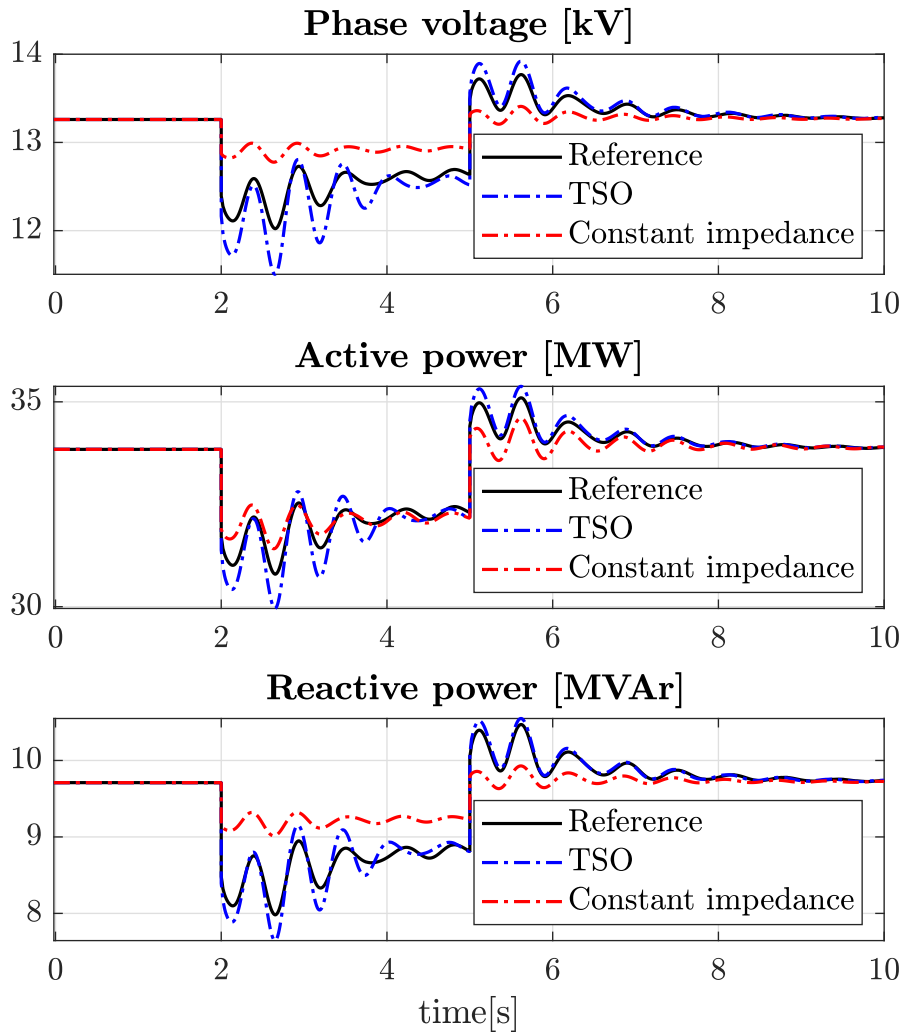 Phase voltage [kV]
14
13
12
Reference
TSO
Constant impedance
0 2 4 6 8 10
Active power [MW]
35
30
Reference
TSO
Constant impedance
0 2 4 6 8 10
Reactive power [MVAr]
10
9
8
Reference
TSO
Constant impedance
0 2 4 6 8 10
time[s]